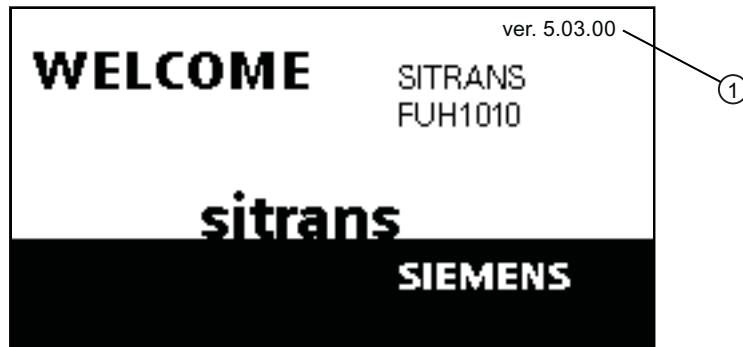 ver. 5.03.00
WELCOME
SITRANS
FUH1010
1
sitrans
SIEMENS